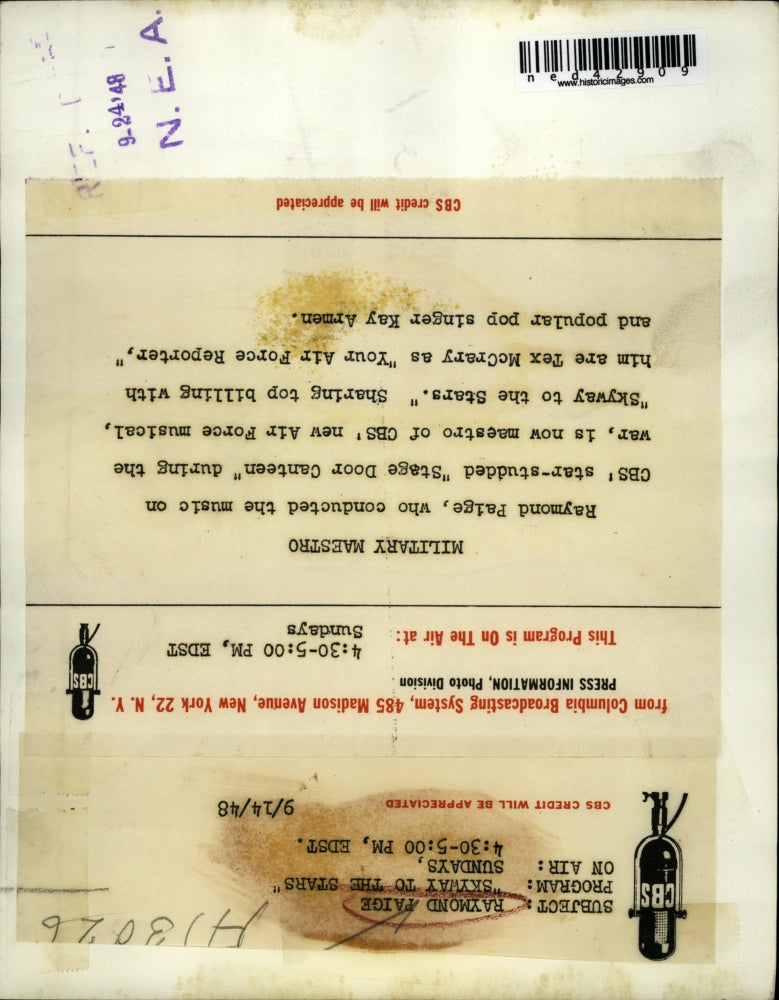 SUBJECT: RAYMOND PAIGE
PROGRAM: "SKYWAY TO THE STARS"
ON AIR: SUNDAYS,
4:30-5:00 PM, EDST.
CBS CREDIT WILL BE APPRECIATED
9/14/48
CBS
from Columbia Broadcasting System, 485 Madison Avenue, New York 22, N. Y.
PRESS INFORMATION, Photo Division
This Program is On The Air at:
4:30-5:00 PM, EDST
Sundays
CBS
MILITARY MAESTRO
Raymond Paige, who conducted the music on
CBS' star-studded "Stage Door Canteen" during the
war, is now maestro of CBS' new Air Force musical,
"Skyway to the Stars." Sharing top billing with
him are Tex McCrary as "Your Air Force Reporter,"
and popular pop singer Kay Armen.
CBS credit will be appreciated
9-24'48
N. E. A.
ned42909
www.historicimages.com